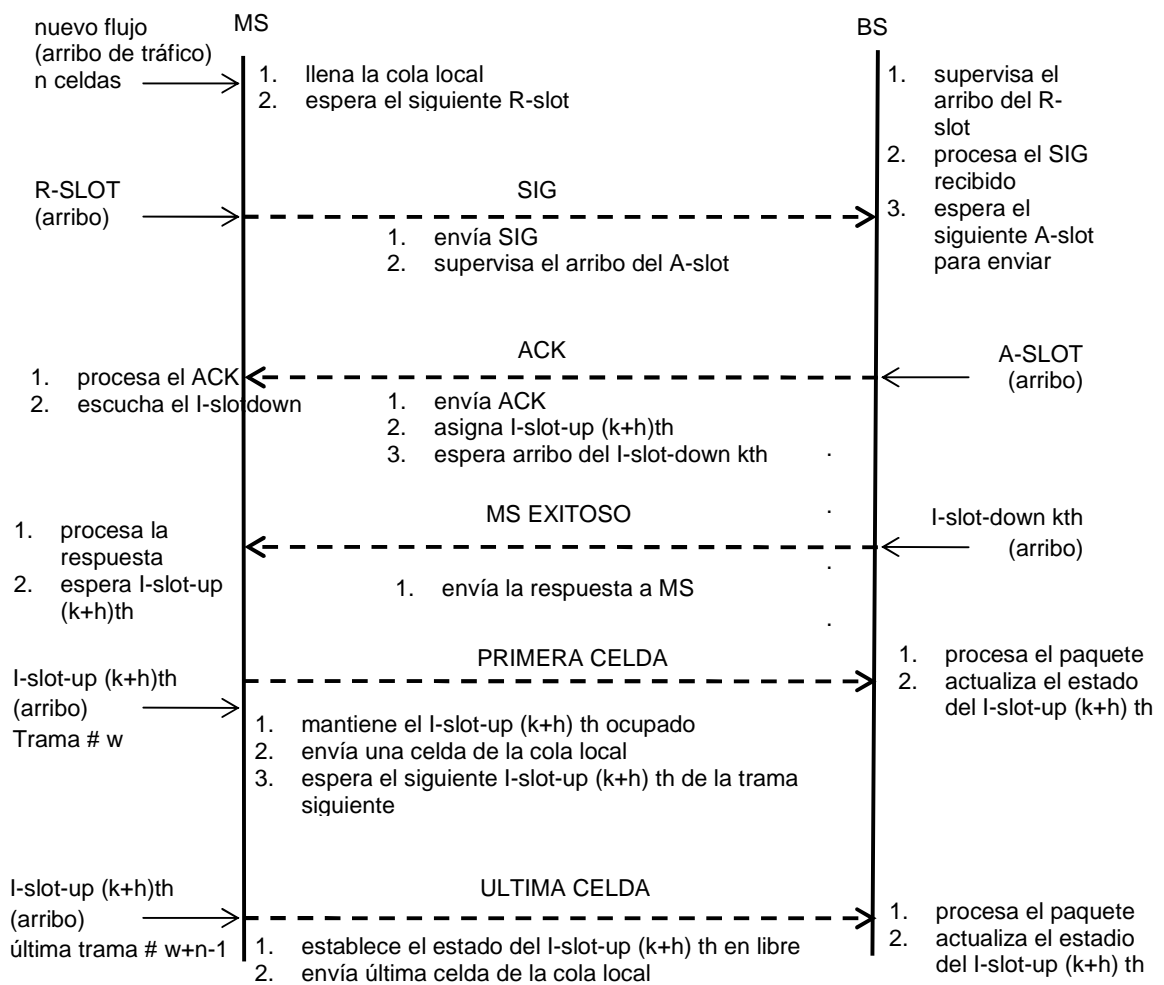 nuevo flujo
(arribo de tráfico)
n celdas
MS
BS
1. llena la cola local
2. espera el siguiente R-slot
1. supervisa el
arribo del R-
slot
2. procesa el SIG
recibido
3. espera el
siguiente A-slot
para enviar
R-SLOT
(arribo)
SIG
1. envía SIG
2. supervisa el arribo del A-slot
ACK
A-SLOT
(arribo)
1. procesa el ACK
2. escucha el I-slotdown
1. envía ACK
2. asigna I-slot-up (k+h)th
3. espera arribo del I-slot-down kth
MS EXITOSO
I-slot-down kth
(arribo)
1. procesa la
respuesta
2. espera I-slot-up
(k+h)th
1. envía la respuesta a MS
PRIMERA CELDA
I-slot-up (k+h)th
(arribo)
Trama # w
1. procesa el paquete
2. actualiza el estado
del I-slot-up (k+h) th
1. mantiene el I-slot-up (k+h) th ocupado
2. envía una celda de la cola local
3. espera el siguiente I-slot-up (k+h) th de la trama
siguiente
ULTIMA CELDA
I-slot-up (k+h)th
(arribo)
última trama # w+n-1
1. establece el estado del I-slot-up (k+h) th en libre
2. envía última celda de la cola local
1. procesa el paquete
2. actualiza el estadio
del I-slot-up (k+h) th